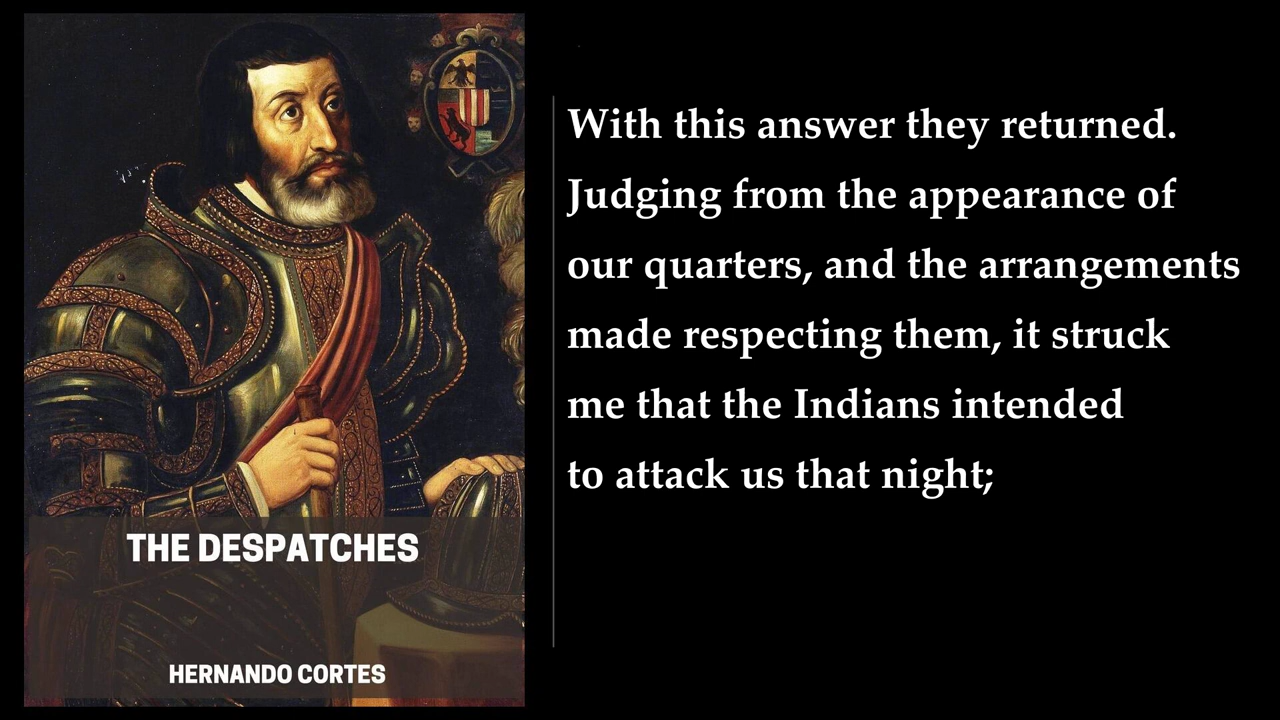 THE DESPATCHES
HERNANDO CORTES
With this answer they returned.
Judging from the appearance of
our quarters, and the arrangements
made respecting them, it struck
me that the Indians intended
to attack us that night;